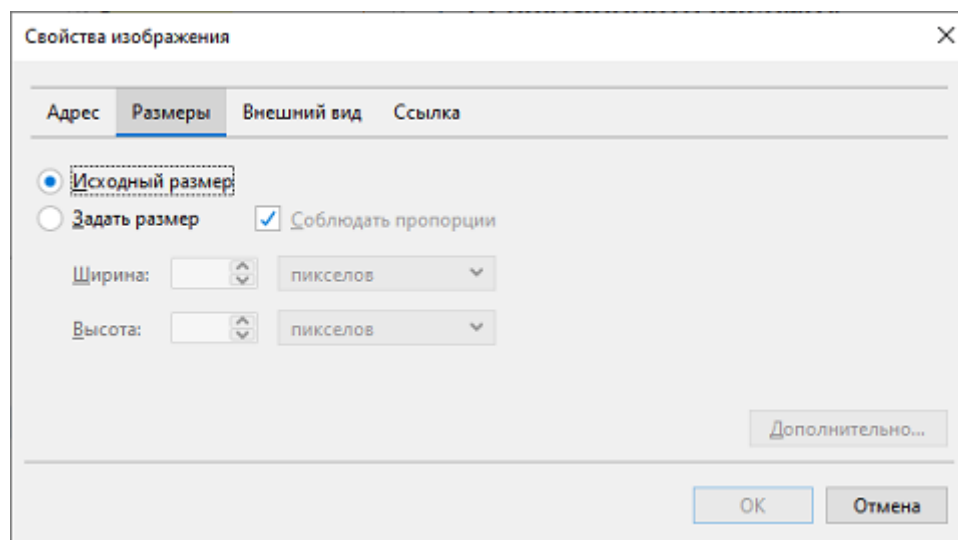 Свойства изображения
Адрес Размеры Внешний вид Ссылка
Исходный размер
Задать размер Соблюдать пропорции
Ширина: пикселов
Высота: пикселов
Дополнительно...
OK Отмена